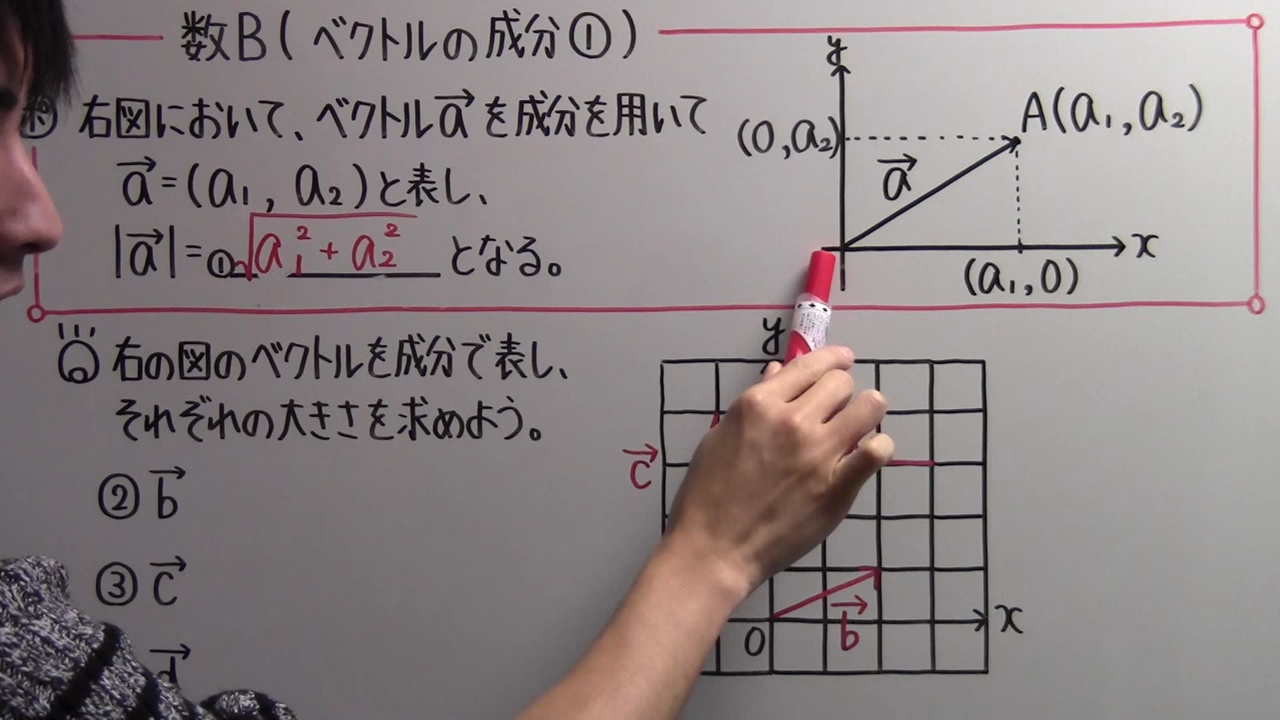 数B(ベクトルの成分①)
ポ 右図において、ベクトルa→を成分を用いて
a→=(a₁, a₂)と表し、
|a→|=①√a₁²+a₂² となる。
y
A(a₁, a₂)
(0,a₂)
a→
x
(a₁,0)
右の図のベクトルを成分で表し、
それぞれの大きさを求めよう。
② b→
③ c→
d→
y
c→
b→
O
x